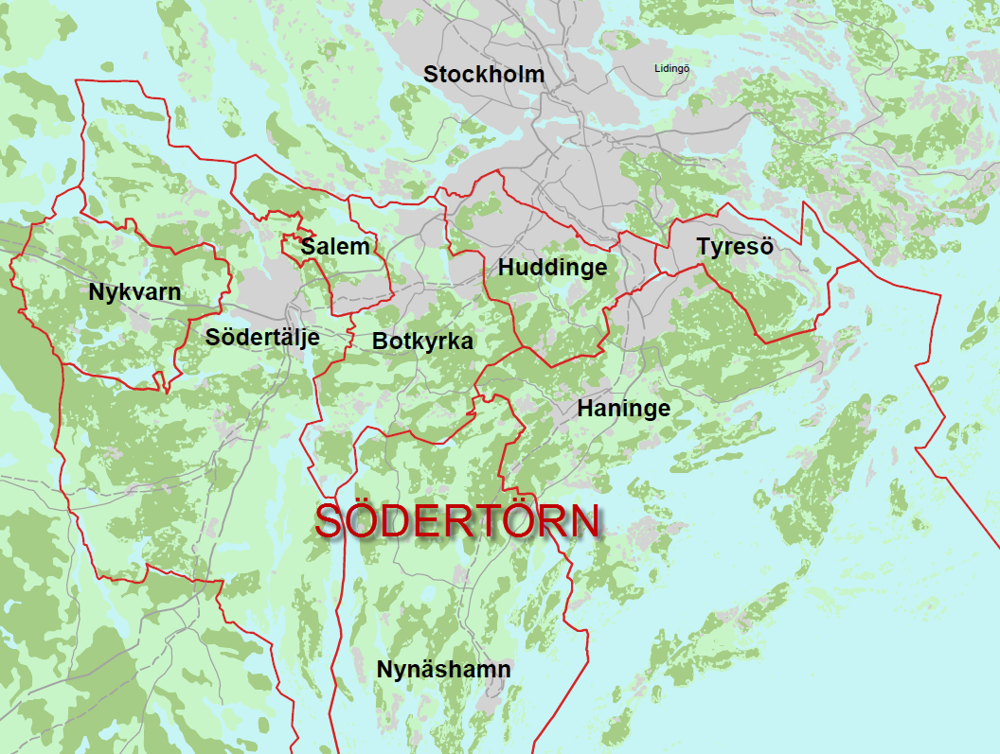 Stockholm
Lidingö
Salem
Tyresö
Huddinge
Nykvarn
Södertälje
Botkyrka
Haninge
SÖDERTÖRN
Nynäshamn